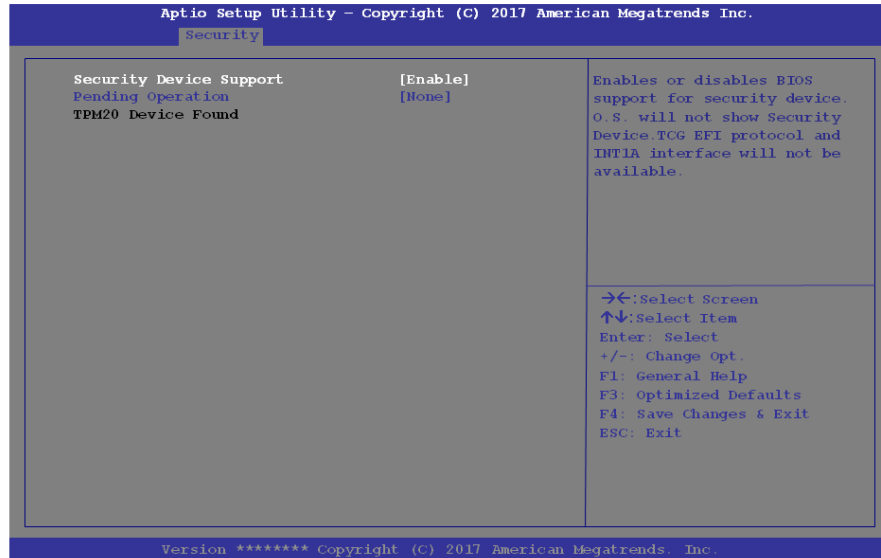 Aptio Setup Utility – Copyright (C) 2017 American Megatrends Inc.
Security
Security Device Support [Enable]
Pending Operation [None]
TPM20 Device Found
Enables or disables BIOS
support for security device.
O.S. will not show Security
Device.TCG EFI protocol and
INT1A interface will not be
available.
→←:Select Screen
↑↓:Select Item
Enter: Select
+/-: Change Opt.
F1: General Help
F3: Optimized Defaults
F4: Save Changes & Exit
ESC: Exit
Version ******** Copyright (C) 2017 American Megatrends. Inc.